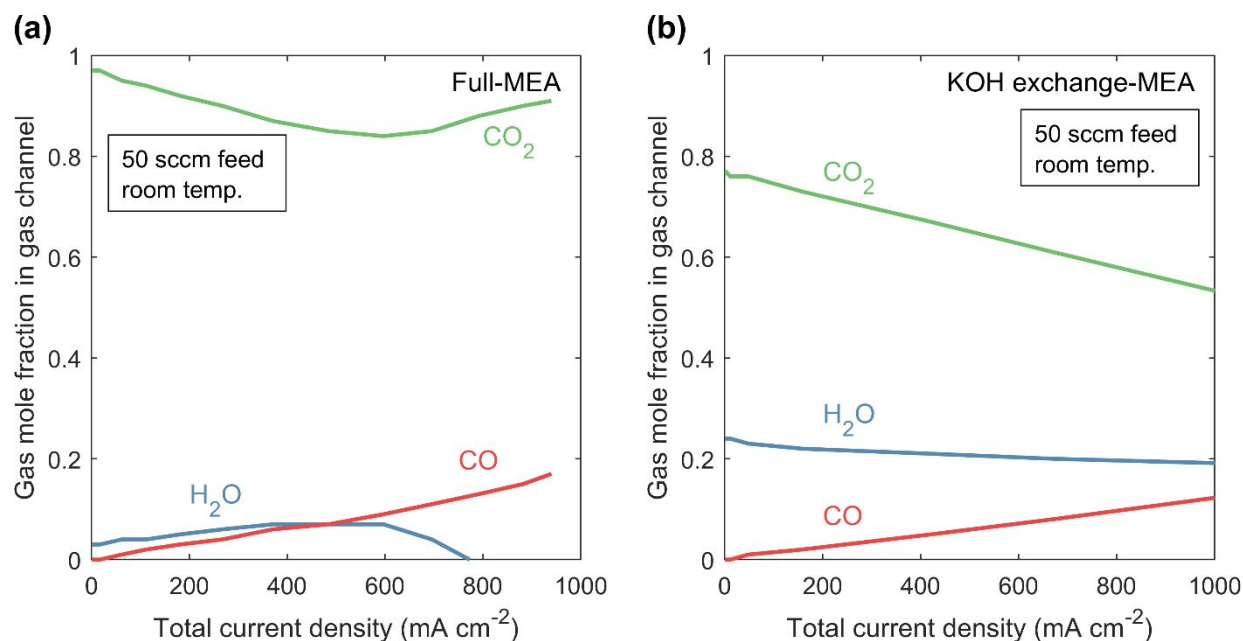 (a)
Gas mole fraction in gas channel
1
0.8
0.6
0.4
0.2
0
Full-MEA
CO2
50 sccm feed
room temp.
H2O
CO
0 200 400 600 800 1000
Total current density (mA cm-2)
(b)
Gas mole fraction in gas channel
1
0.8
0.6
0.4
0.2
0
KOH exchange-MEA
50 sccm feed
room temp.
CO2
H2O
CO
0 200 400 600 800 1000
Total current density (mA cm-2)